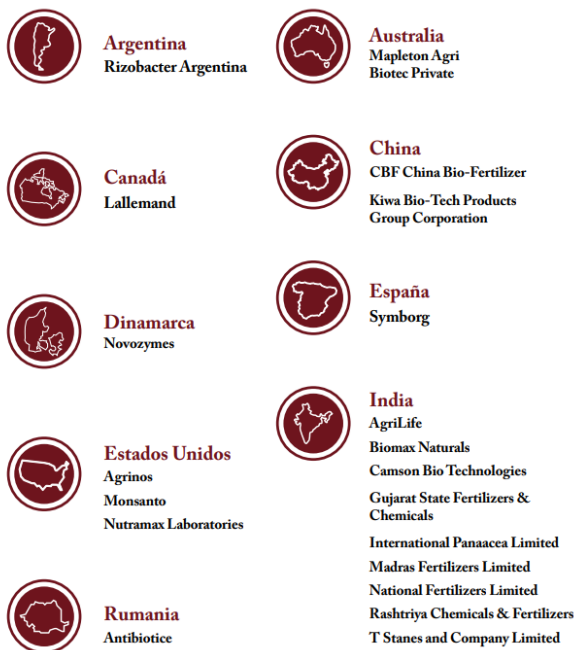 Argentina
Rizobacter Argentina
Canadá
Lallemand
Dinamarca
Novozymes
Estados Unidos
Agrinos
Monsanto
Nutramax Laboratories
Rumania
Antibiotice
Australia
Mapleton Agri
Biotec Private
China
CBF China Bio-Fertilizer
Kiwa Bio-Tech Products
Group Corporation
España
Symborg
India
AgriLife
Biomax Naturals
Camson Bio Technologies
Gujarat State Fertilizers &
Chemicals
International Panaacea Limited
Madras Fertilizers Limited
National Fertilizers Limited
Rashtriya Chemicals & Fertilizers
T Stanes and Company Limited